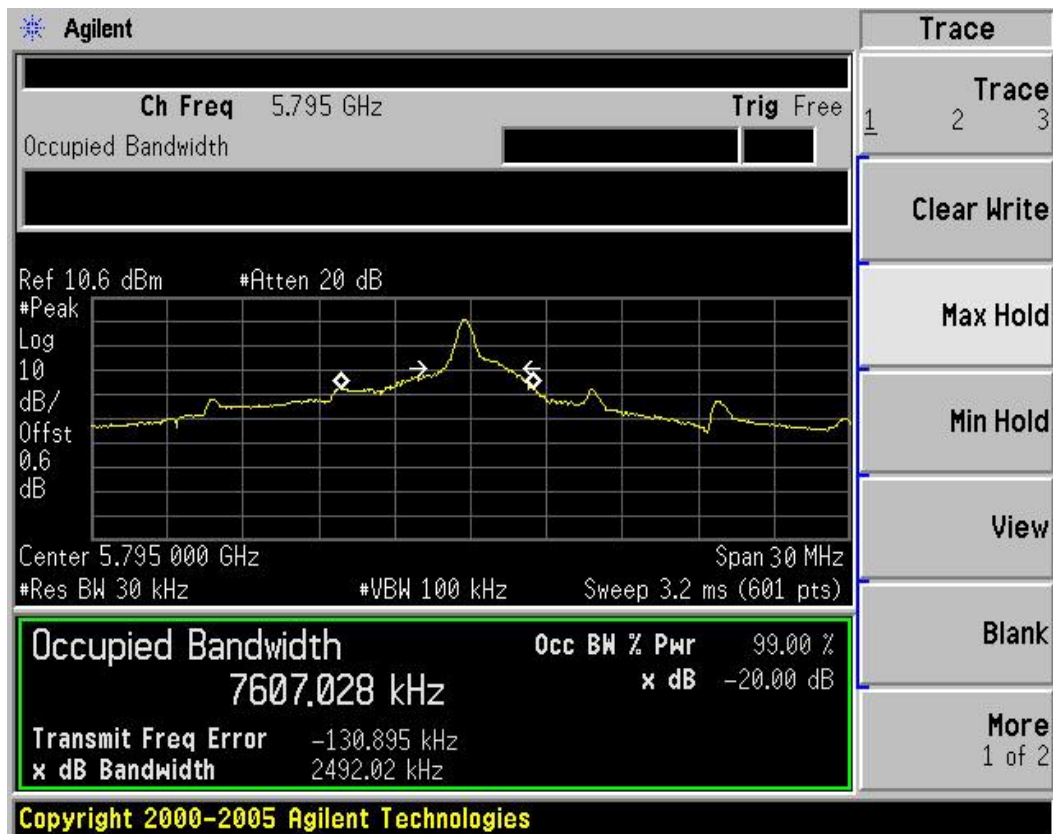 Agilent
Trace
Ch Freq 5.795 GHz Trig Free
Occupied Bandwidth
Trace
1 2 3
Clear Write
Max Hold
Min Hold
View
Blank
More
1 of 2
Ref 10.6 dBm #Atten 20 dB
#Peak
Log
10
dB/
Offst
0.6
dB
Center 5.795 000 GHz Span 30 MHz
#Res BW 30 kHz #VBW 100 kHz Sweep 3.2 ms (601 pts)
Occupied Bandwidth Occ BW % Pwr 99.00 %
7607.028 kHz x dB -20.00 dB
Transmit Freq Error -130.895 kHz
x dB Bandwidth 2492.02 kHz
Copyright 2000-2005 Agilent Technologies